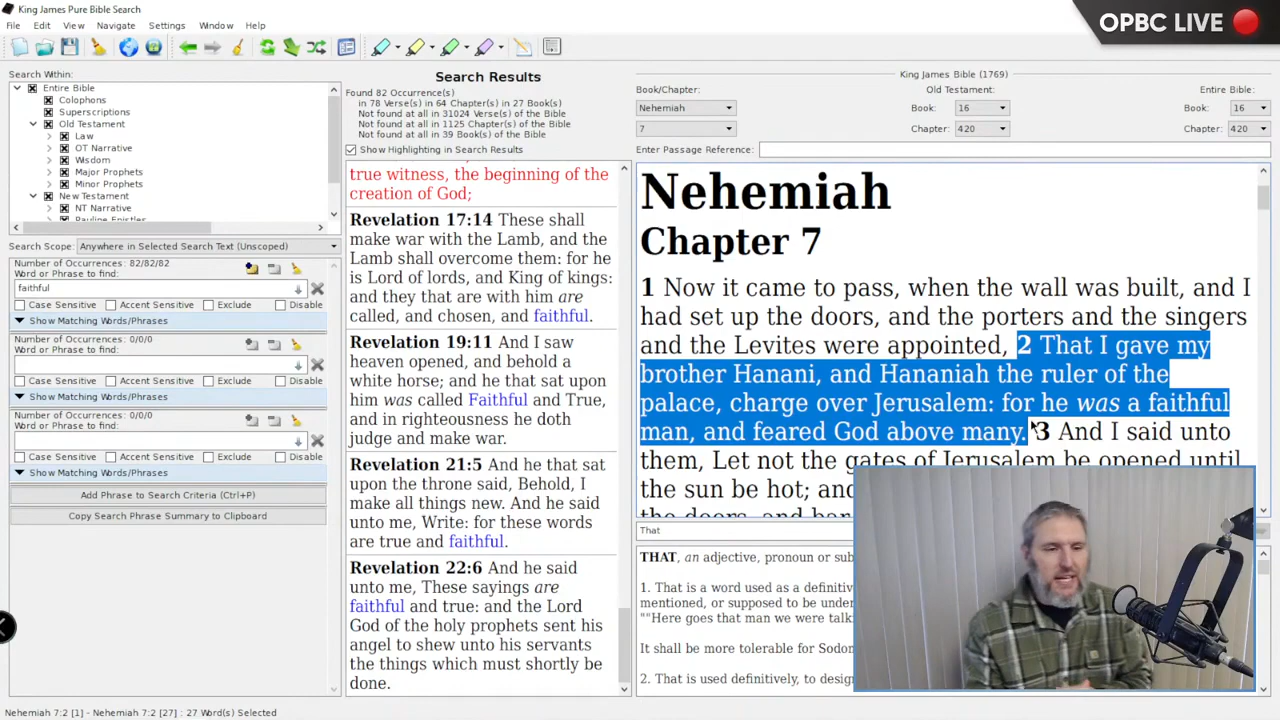 King James Pure Bible Search
OPBC LIVE
File Edit View Navigate Settings Window Help
Search Within:
Entire Bible
Colophons
Superscriptions
Old Testament
Law
OT Narrative
Wisdom
Major Prophets
Minor Prophets
New Testament
NT Narrative
Pauline Epistles
Search Scope: Anywhere in Selected Search Text (Unscoped)
Number of Occurrences: 82/82/82
Word or Phrase to find:
faithful
Case Sensitive Accent Sensitive Exclude Disable
Show Matching Words/Phrases
Number of Occurrences: 0/0/0
Word or Phrase to find:
Case Sensitive Accent Sensitive Exclude Disable
Show Matching Words/Phrases
Number of Occurrences: 0/0/0
Word or Phrase to find:
Case Sensitive Accent Sensitive Exclude Disable
Show Matching Words/Phrases
Add Phrase to Search Criteria (Ctrl+P)
Copy Search Phrase Summary to Clipboard
Search Results
Found 82 Occurrence(s)
in 78 Verse(s) in 64 Chapter(s) in 27 Book(s)
Not found at all in 31024 Verse(s) of the Bible
Not found at all in 1125 Chapter(s) of the Bible
Not found at all in 39 Book(s) of the Bible
Show Highlighting in Search Results
true witness, the beginning of the
creation of God;
Revelation 17:14 These shall
make war with the Lamb, and the
Lamb shall overcome them: for he
is Lord of lords, and King of kings:
and they that are with him are
called, and chosen, and faithful.
Revelation 19:11 And I saw
heaven opened, and behold a
white horse; and he that sat upon
him was called Faithful and True,
and in righteousness he doth
judge and make war.
Revelation 21:5 And he that sat
upon the throne said, Behold, I
make all things new. And he said
unto me, Write: for these words
are true and faithful.
Revelation 22:6 And he said
unto me, These sayings are
faithful and true: and the Lord
God of the holy prophets sent his
angel to shew unto his servants
the things which must shortly be
done.
King James Bible (1769)
Book/Chapter: Old Testament: Entire Bible:
Nehemiah Book: 16 Book: 16
7 Chapter: 420 Chapter: 420
Enter Passage Reference:
Nehemiah
Chapter 7
1 Now it came to pass, when the wall was built, and I
had set up the doors, and the porters and the singers
and the Levites were appointed, 2 That I gave my
brother Hanani, and Hananiah the ruler of the
palace, charge over Jerusalem: for he was a faithful
man, and feared God above many. 3 And I said unto
them, Let not the gates of Jerusalem be opened until
the sun be hot; and
the doors, and bar
That
THAT, an adjective, pronoun or sub
1. That is a word used as a definitiv
mentioned, or supposed to be under
""Here goes that man we were talk
It shall be more tolerable for Sodom
2. That is used definitively, to design
Nehemiah 7:2 [1] - Nehemiah 7:2 [27] : 27 Word(s) Selected